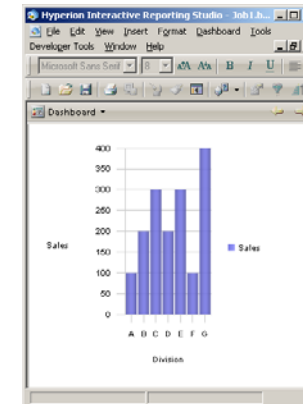 Hyperion Interactive Reporting Studio - Job1.b...
File Edit View Insert Format Dashboard Tools
Developer Tools Window Help
Microsoft Sans Serif 8 B I U
Dashboard
400
350
300
250
200
150
100
50
0
Sales
Sales
A B C D E F G
Division